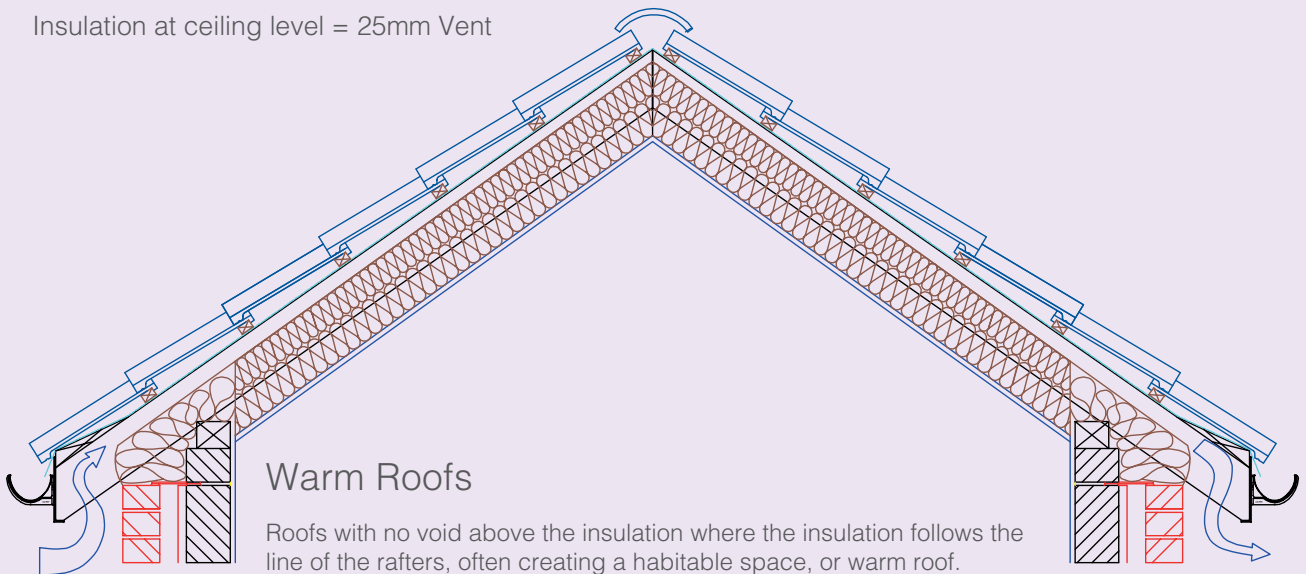 Insulation at ceiling level = 25mm Vent
Warm Roofs
Roofs with no void above the insulation where the insulation follows the
line of the rafters, often creating a habitable space, or warm roof.